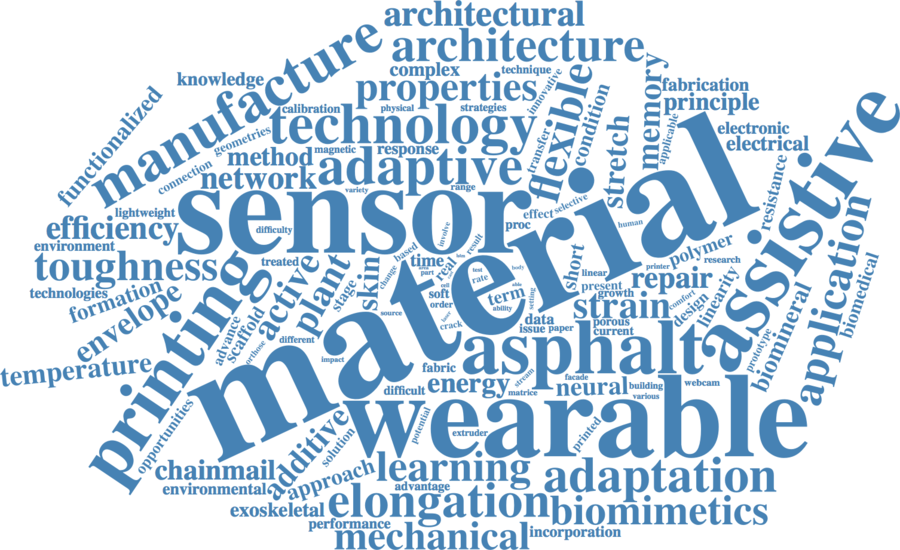 architectural
architecture
manufacture
knowledge
complex
technique
properties
innovative
flexible
condition
memory
fabrication
principle
functionalized
calibration
physical
strategies
technology
transfer
stretch
applicable
electronic
electrical
assistive
connection
geometries
method
magnetic
response
network
adaptive
variety
range
resistance
lightweight
efficiency
environment
difficulty
sensor
proc
effect
selective
human
material
toughness
treated
time
polymer
research
technologies
formation
envelope
printing
active
plant
stage
skin
change
based
involve
result
real
part
soft
order
term
ability
test
rate
body
setting
short
linear
present
growth
printer
repair
comfort
design
linearity
application
biomedical
biomineral
prototype
temperature
advance
scaffold
orthose
different
source
impact
crack
data
issue
paper
porous
current
strain
asphalt
fabric
energy
stream
matrice
facade
neural
building
various
webcam
difficult
wearable
opportunities
additive
solution
potential
extruder
printed
chainmail
environmental
approach
learning
advantage
adaptation
exoskeletal
elongation
biomimetics
performance
mechanical
incorporation